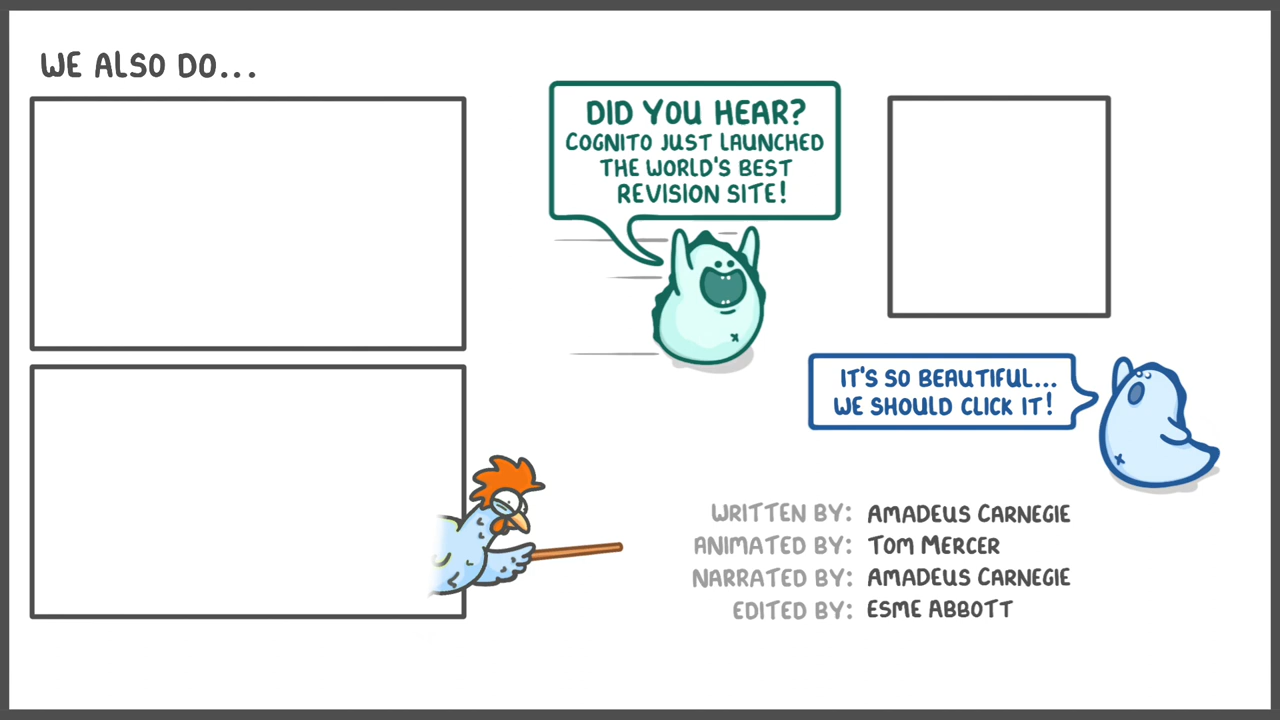 WE ALSO DO...
DID YOU HEAR?
COGNITO JUST LAUNCHED
THE WORLD'S BEST
REVISION SITE!
IT'S SO BEAUTIFUL...
WE SHOULD CLICK IT!
WRITTEN BY: AMADEUS CARNEGIE
ANIMATED BY: TOM MERCER
NARRATED BY: AMADEUS CARNEGIE
EDITED BY: ESME ABBOTT